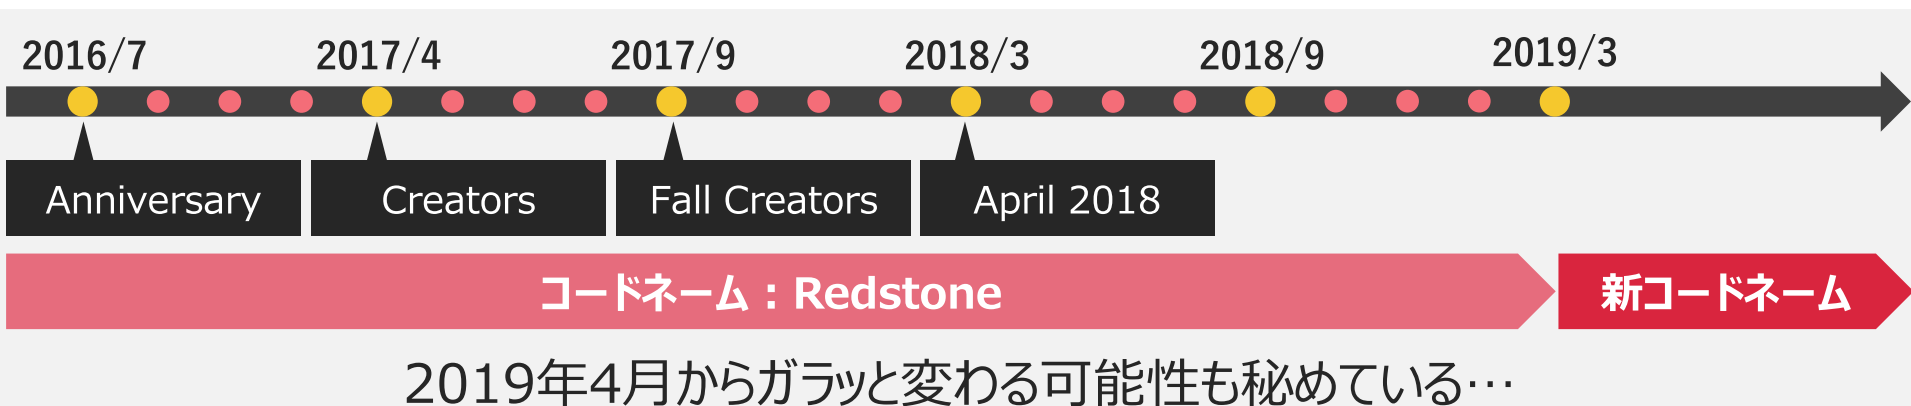 2016/7 2017/4 2017/9 2018/3 2018/9 2019/3
Anniversary Creators Fall Creators April 2018
コードネーム：Redstone 新コードネーム
2019年4月からガラッと変わる可能性も秘めている…